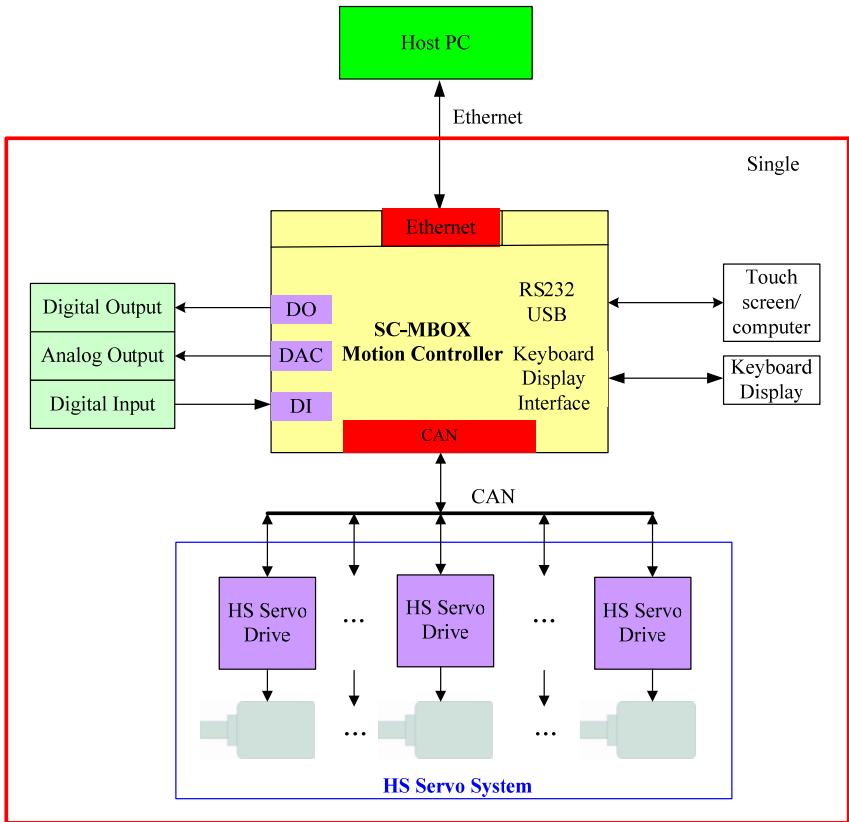 Host PC
Ethernet
Single
Ethernet
Digital Output
Analog Output
Digital Input
DO
DAC
DI
SC-MBOX
Motion Controller
RS232
USB
Keyboard
Display
Interface
CAN
Touch
screen/
computer
Keyboard
Display
CAN
HS Servo
Drive
...
HS Servo
Drive
...
HS Servo
Drive
...
...
HS Servo System